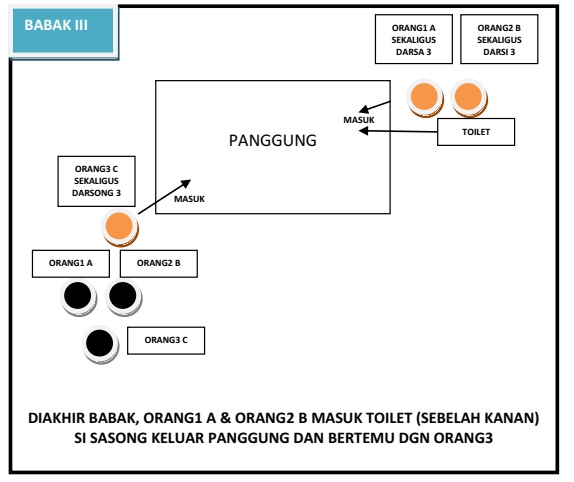 BABAK III
ORANG1 A
SEKALIGUS
DARSA 3
ORANG2 B
SEKALIGUS
DARSI 3
MASUK
TOILET
PANGGUNG
ORANG3 C
SEKALIGUS
DARSONG 3
MASUK
ORANG1 A
ORANG2 B
ORANG3 C
DIAKHIR BABAK, ORANG1 A & ORANG2 B MASUK TOILET (SEBELAH KANAN)
SI SASONG KELUAR PANGGUNG DAN BERTEMU DGN ORANG3